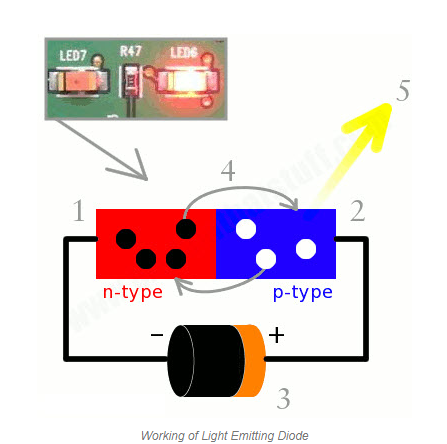 LED7
R47
LED6
5
4
1
2
n-type
p-type
–
+
3
Working of Light Emitting Diode